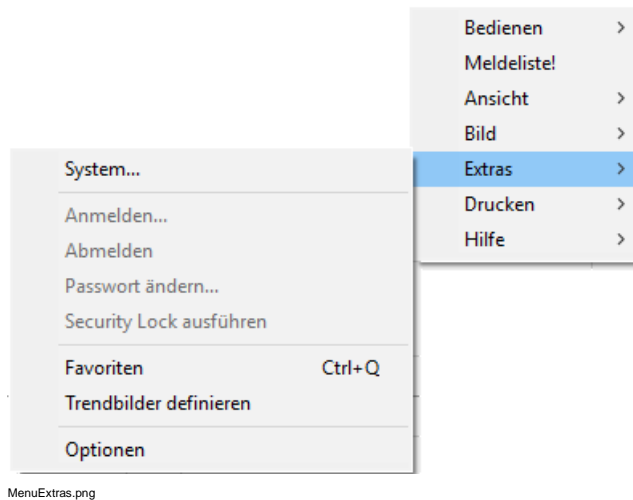 Bedienen
Meldeliste!
Ansicht
Bild
Extras
Drucken
Hilfe
System...
Anmelden...
Abmelden
Passwort ändern...
Security Lock ausführen
Favoriten Ctrl+Q
Trendbilder definieren
Optionen
MenuExtras.png